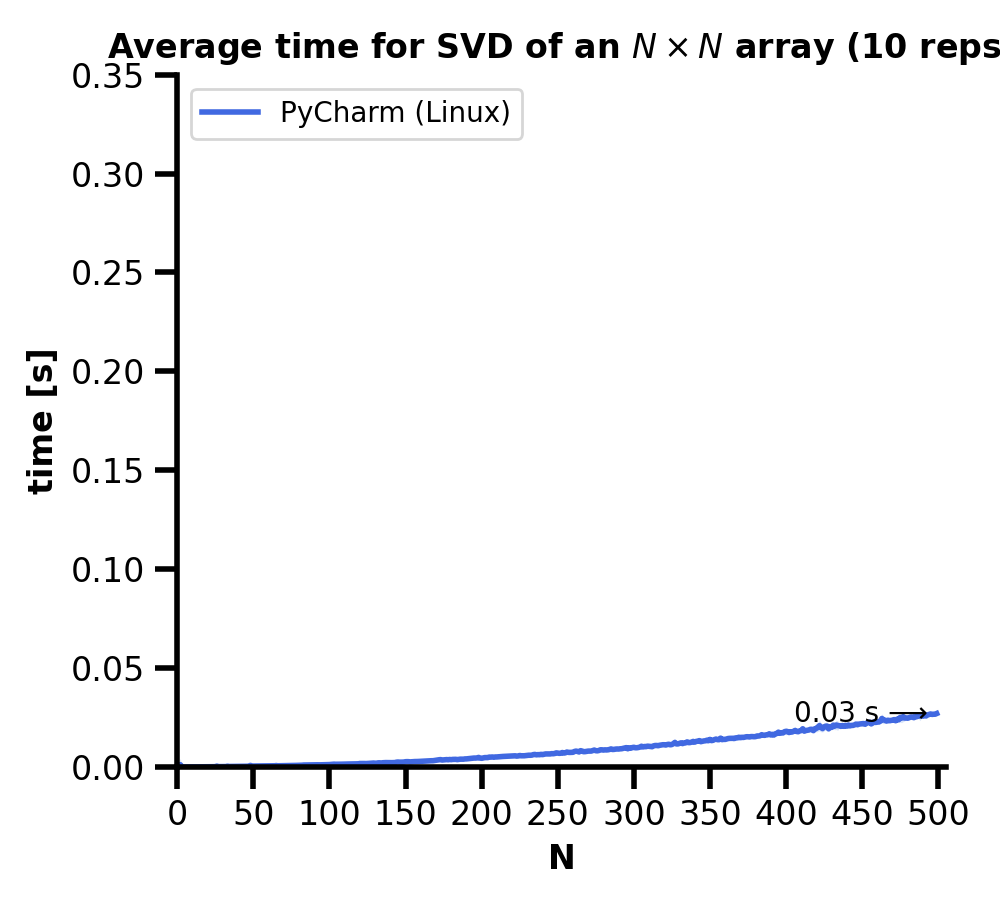 Average time for SVD of an N × N array (10 reps
0.35
PyCharm (Linux)
0.30
0.25
0.20
0.15
0.10
0.05
0.00
time [s]
0.03 s ⟶
0 50 100 150 200 250 300 350 400 450 500
N